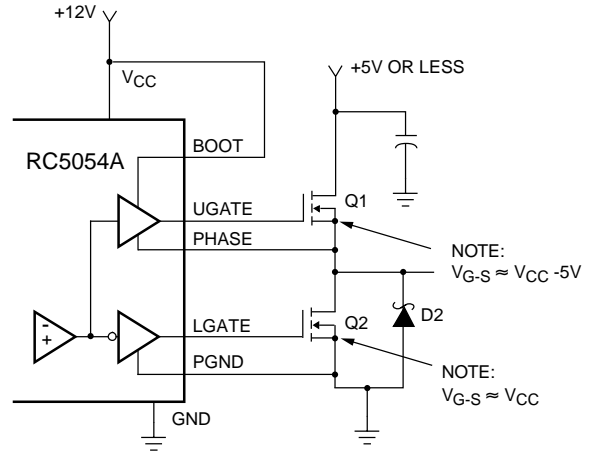 +12V
+5V OR LESS
VCC
BOOT
RC5054A
UGATE
Q1
PHASE
NOTE:
VG-S ≈ VCC -5V
- +
LGATE
Q2
D2
PGND
NOTE:
VG-S ≈ VCC
GND